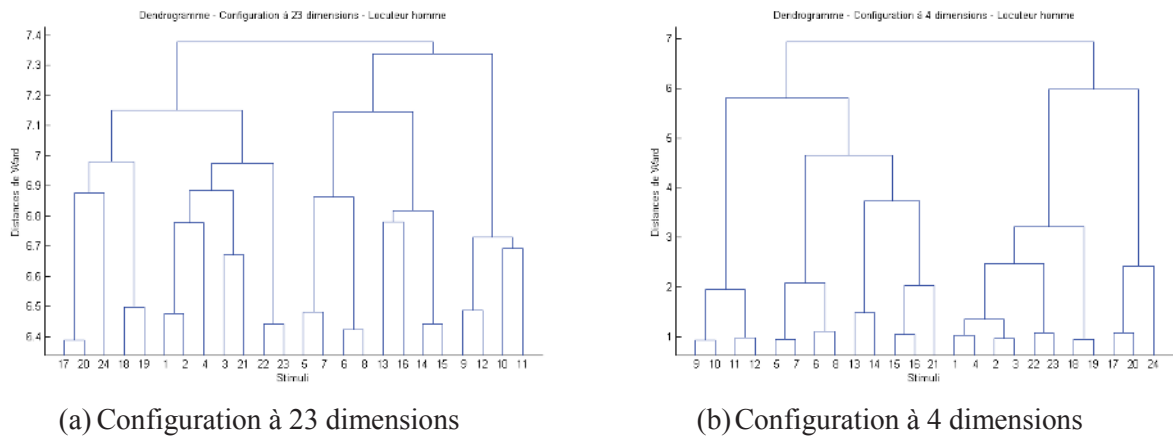 Dendrogramme - Configuration à 23 dimensions - Locuteur homme
7.4
7.3
7.2
7.1
7
6.9
6.8
6.7
6.6
6.5
6.4
Distances de Ward
17 20 24 18 19 1 2 4 3 21 22 23 5 7 6 8 13 16 14 15 9 12 10 11
Stimuli
(a) Configuration à 23 dimensions
Dendrogramme - Configuration à 4 dimensions - Locuteur homme
7
6
5
4
3
2
1
Distances de Ward
9 10 11 12 5 7 6 8 13 14 15 16 21 1 4 2 3 22 23 18 19 17 20 24
Stimuli
(b) Configuration à 4 dimensions